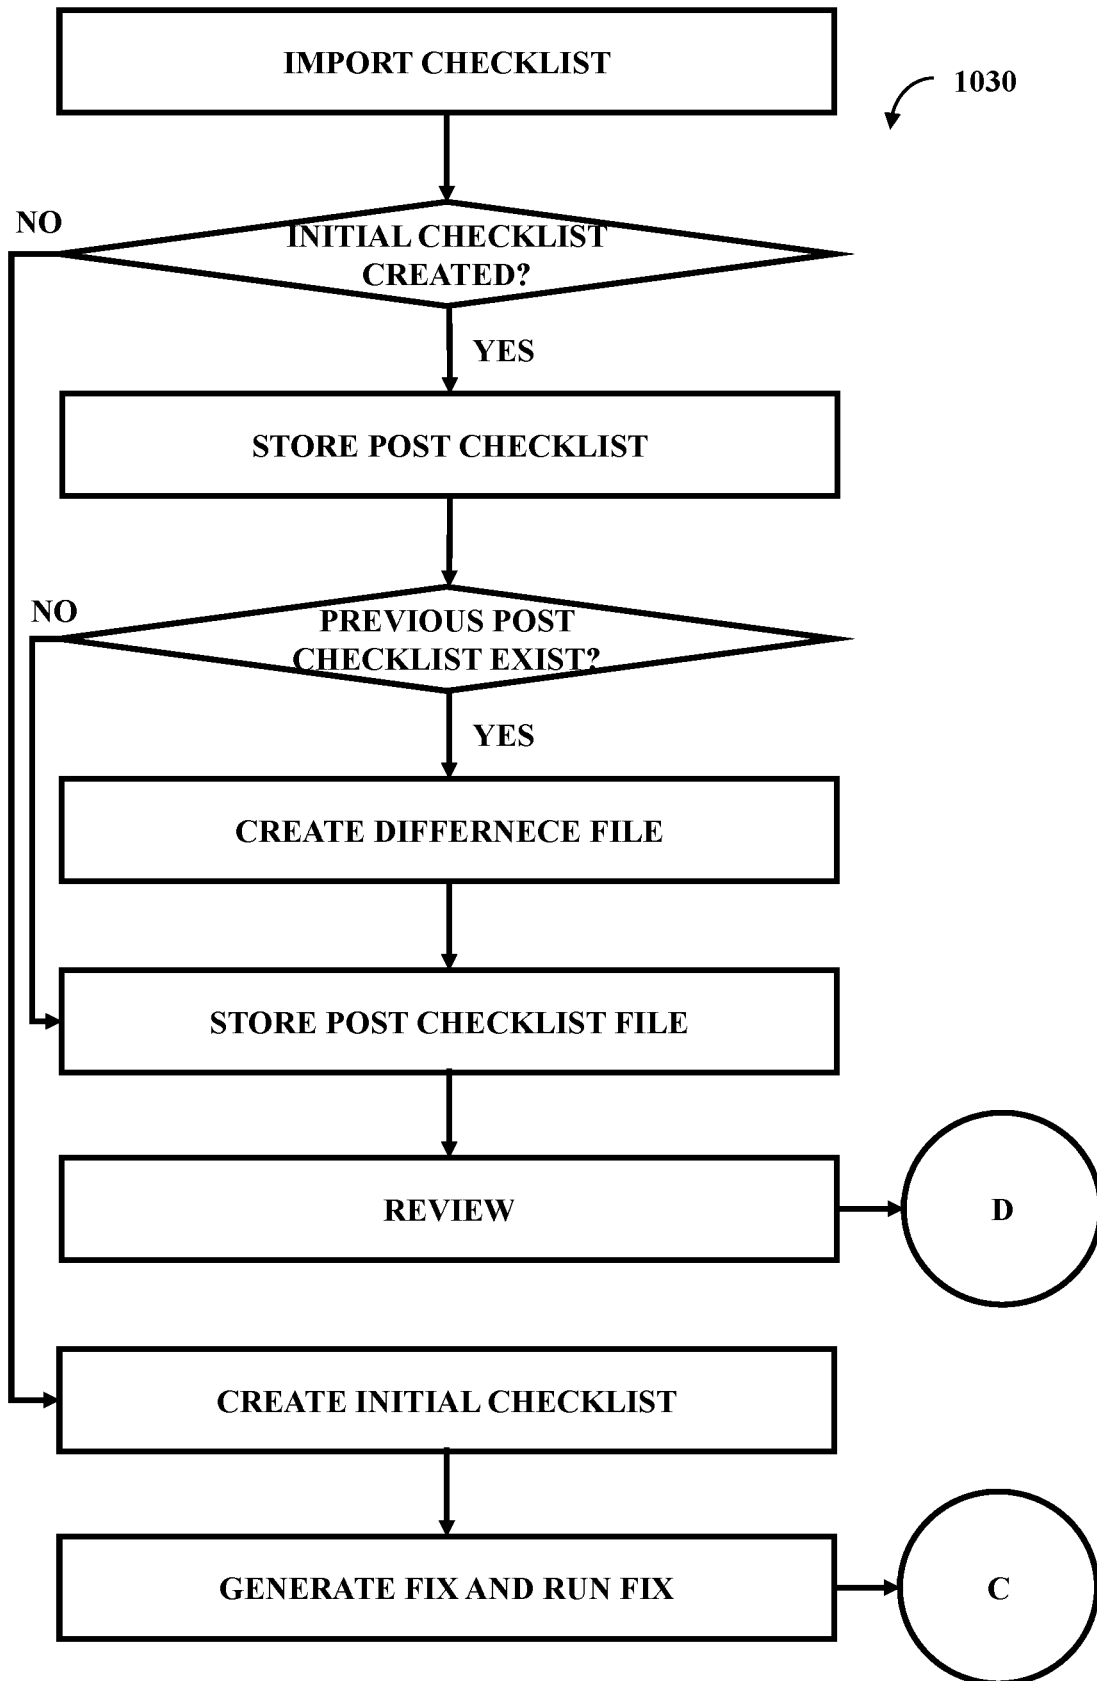 IMPORT CHECKLIST
1030
NO
INITIAL CHECKLIST
CREATED?
YES
STORE POST CHECKLIST
NO
PREVIOUS POST
CHECKLIST EXIST?
YES
CREATE DIFFERNECE FILE
STORE POST CHECKLIST FILE
REVIEW
D
CREATE INITIAL CHECKLIST
GENERATE FIX AND RUN FIX
C